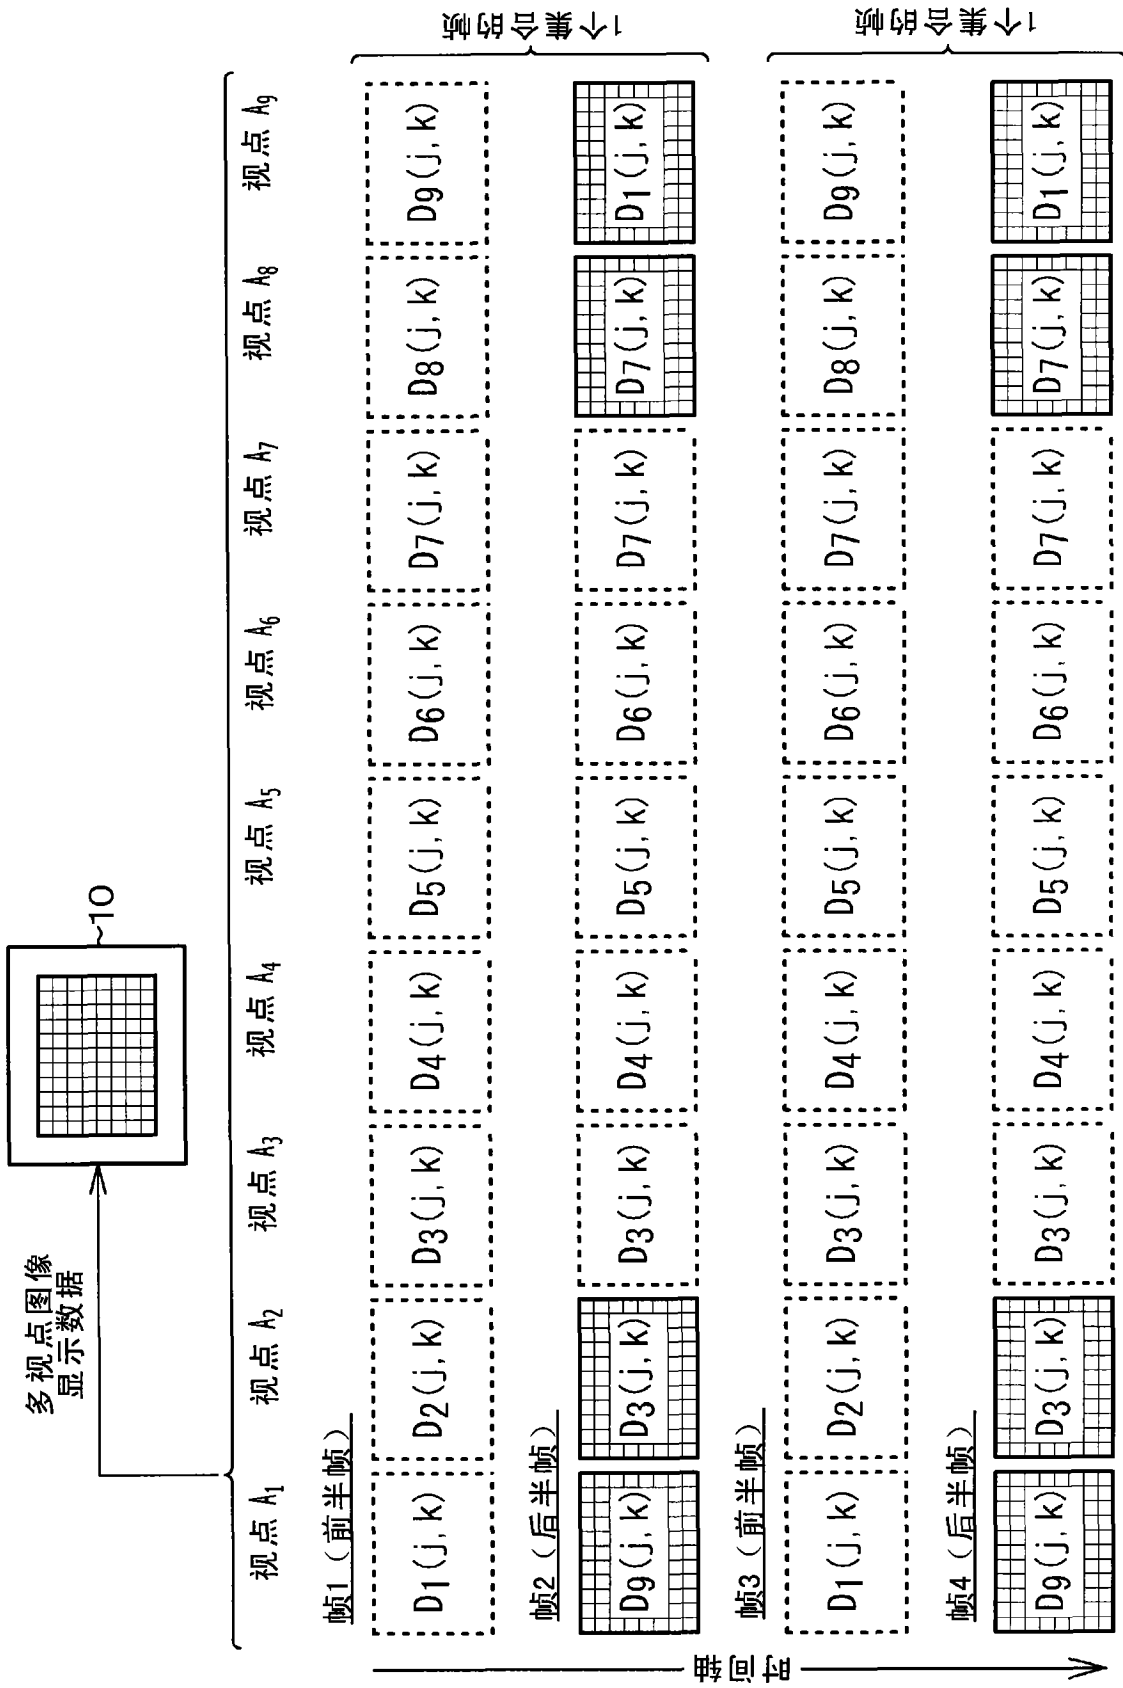 多视点图像
显示数据
10
视点 A1 视点 A2 视点 A3 视点 A4 视点 A5 视点 A6 视点 A7 视点 A8 视点 A9
帧1（前半帧）
D1(j, k) D2(j, k) D3(j, k) D4(j, k) D5(j, k) D6(j, k) D7(j, k) D8(j, k) D9(j, k)
帧2（后半帧）
D9(j, k) D3(j, k) D3(j, k) D4(j, k) D5(j, k) D6(j, k) D7(j, k) D7(j, k) D1(j, k)
1个集合的帧
帧3（前半帧）
D1(j, k) D2(j, k) D3(j, k) D4(j, k) D5(j, k) D6(j, k) D7(j, k) D8(j, k) D9(j, k)
帧4（后半帧）
D9(j, k) D3(j, k) D3(j, k) D4(j, k) D5(j, k) D6(j, k) D7(j, k) D7(j, k) D1(j, k)
1个集合的帧
时间轴